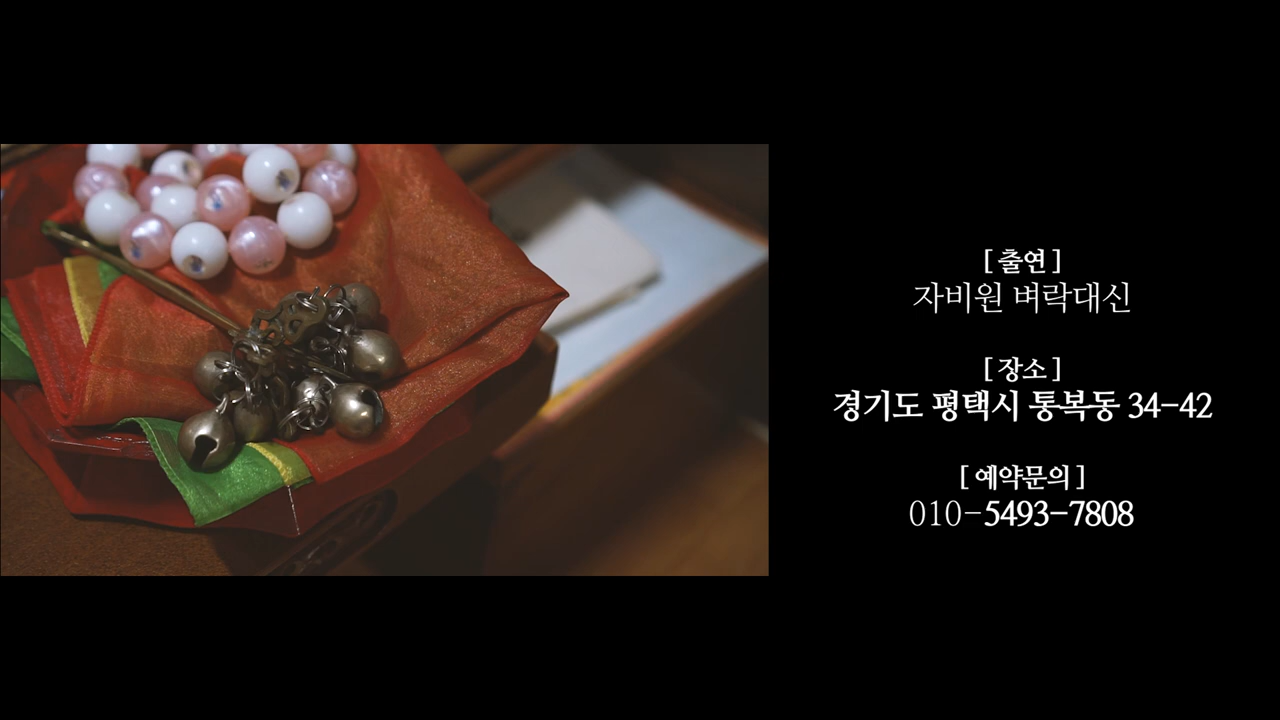 [ 출연 ]
자비원 벼락대신
[ 장소 ]
경기도 평택시 통복동 34-42
[ 예약문의 ]
010-5493-7808